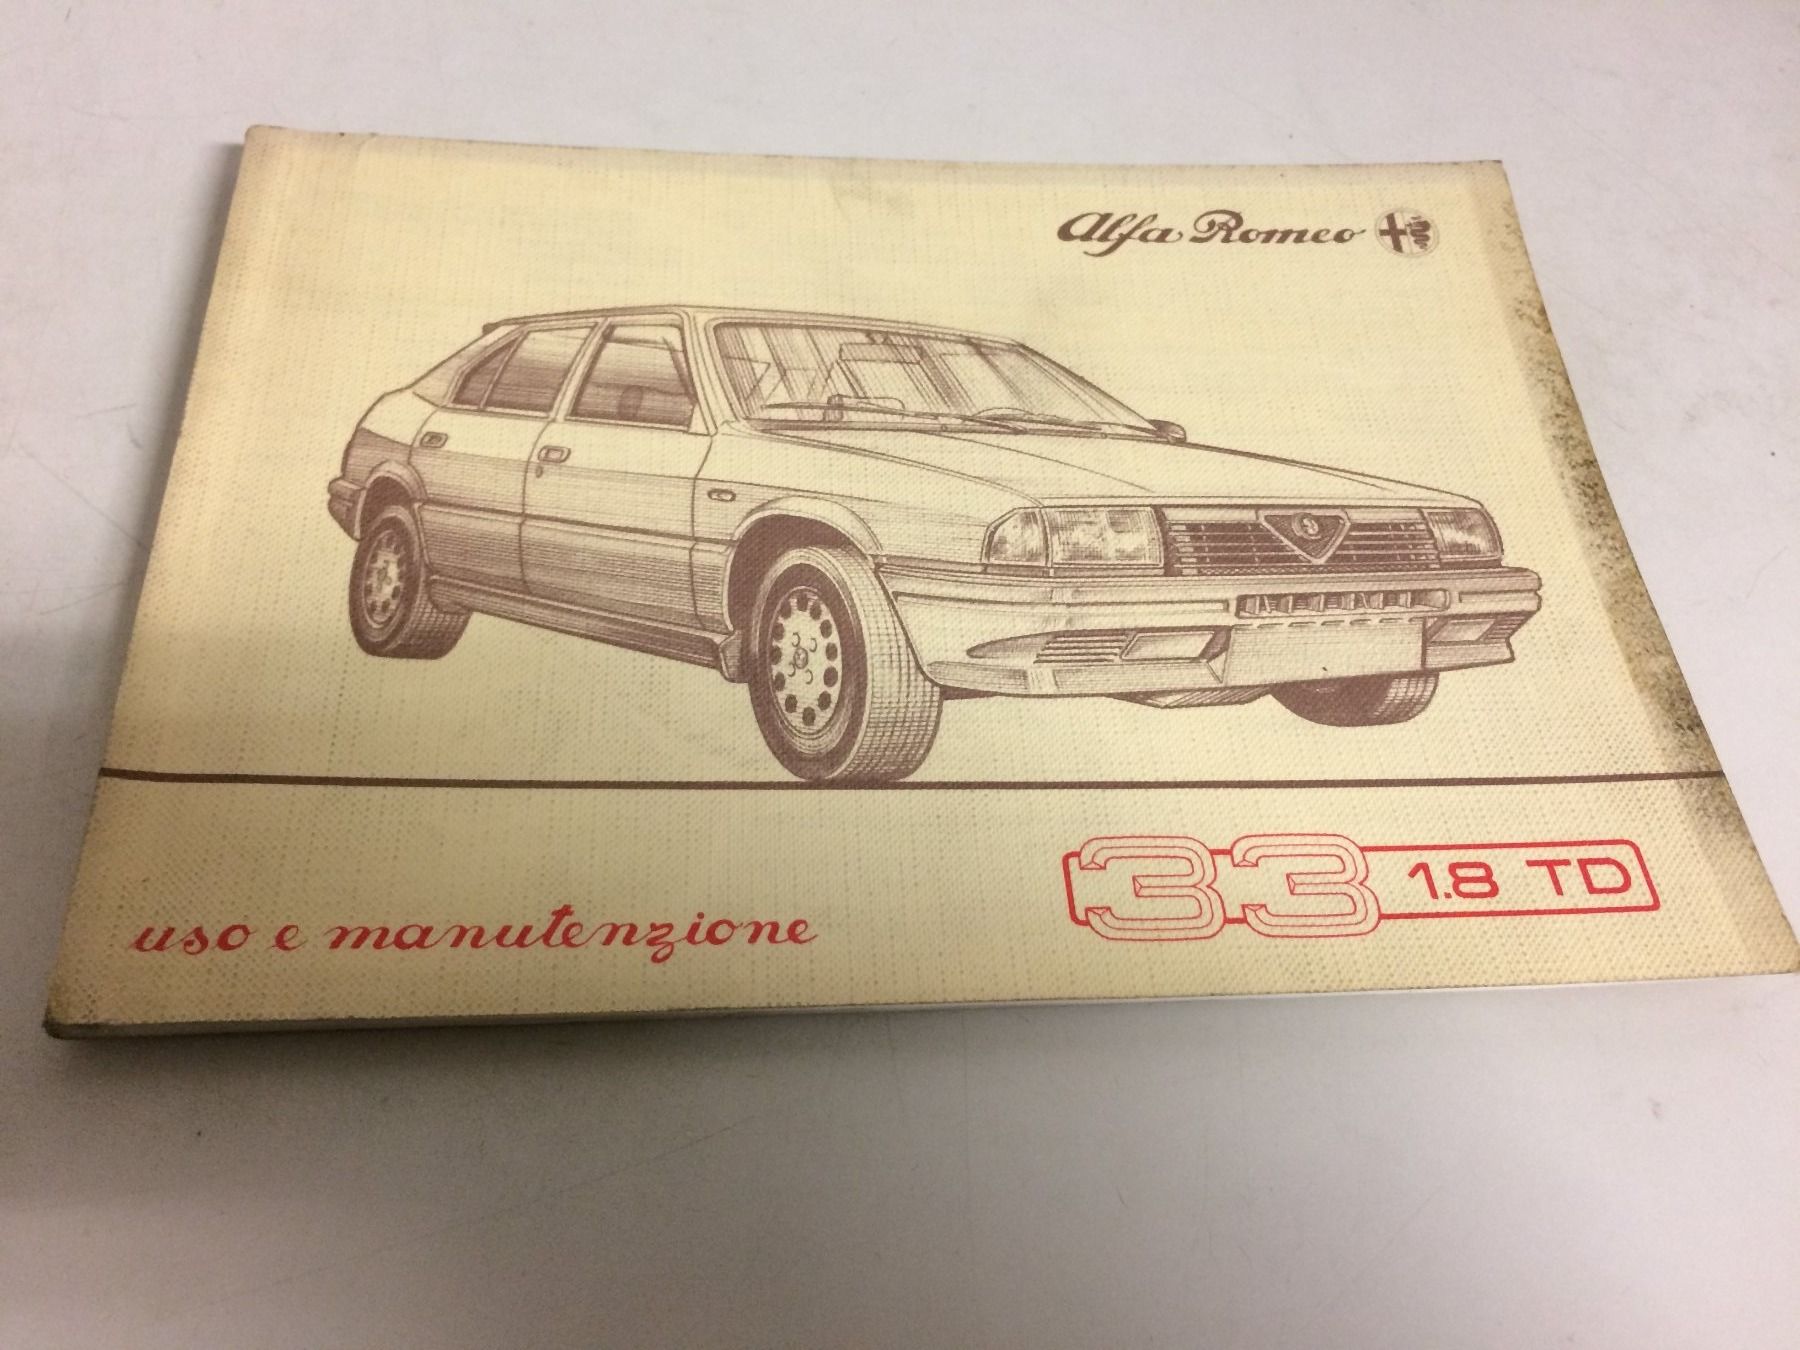 Alfa Romeo
33 1.8 TD
uso e manutenzione